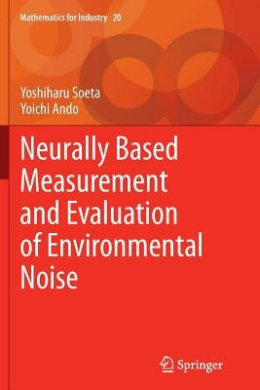 Mathematics for Industry 20
Yoshiharu Soeta
Yoichi Ando
Neurally Based
Measurement
and Evaluation
of Environmental
Noise
Springer